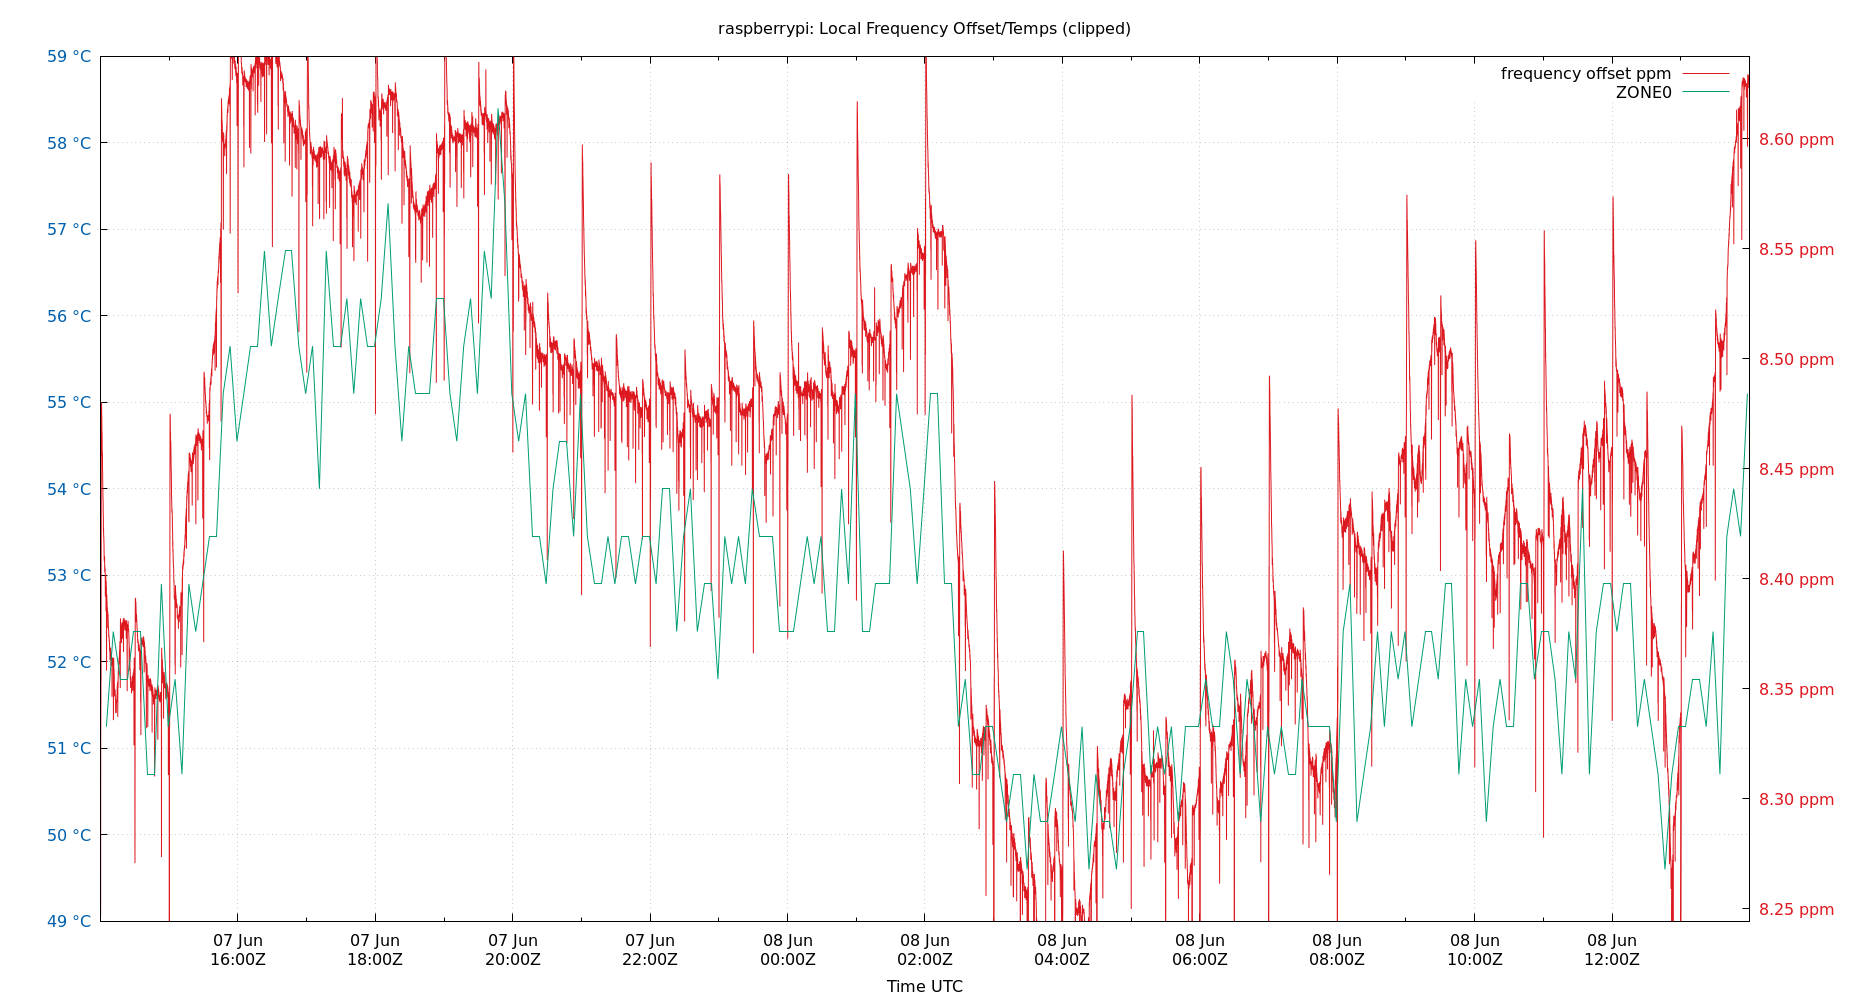 raspberrypi: Local Frequency Offset/Temps (clipped)
frequency offset ppm
ZONE0
59 °C
58 °C
57 °C
56 °C
55 °C
54 °C
53 °C
52 °C
51 °C
50 °C
49 °C
8.60 ppm
8.55 ppm
8.50 ppm
8.45 ppm
8.40 ppm
8.35 ppm
8.30 ppm
8.25 ppm
07 Jun
16:00Z
07 Jun
18:00Z
07 Jun
20:00Z
07 Jun
22:00Z
08 Jun
00:00Z
08 Jun
02:00Z
08 Jun
04:00Z
08 Jun
06:00Z
08 Jun
08:00Z
08 Jun
10:00Z
08 Jun
12:00Z
Time UTC